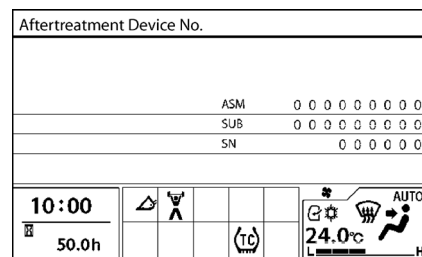 Aftertreatment Device No.
ASM 0 0 0 0 0 0 0 0 0
SUB 0 0 0 0 0 0 0 0 0
SN 0 0 0 0 0 0
10:00
50.0h
TC
AUTO
24.0℃
L H